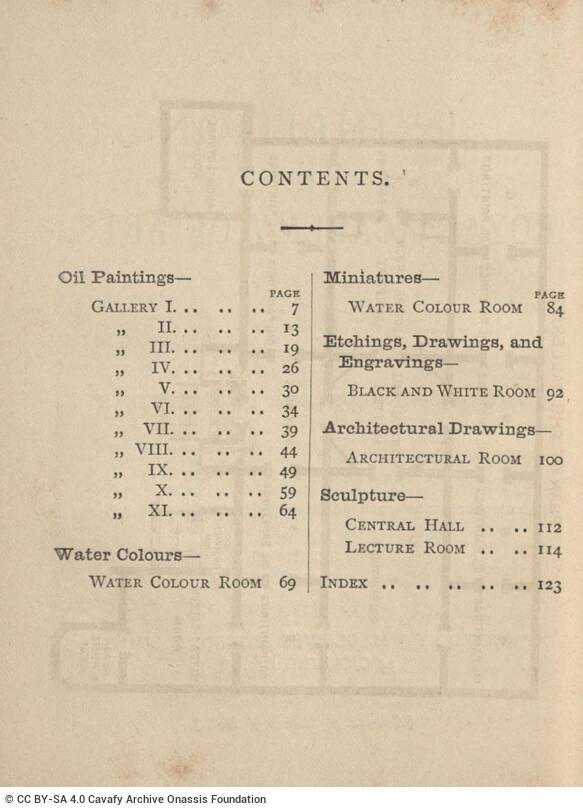 CONTENTS.
Oil Paintings—
PAGE
GALLERY I. .. .. .. 7
„ II. .. .. .. 13
„ III. .. .. .. 19
„ IV. .. .. .. 26
„ V. .. .. .. 30
„ VI. .. .. .. 34
„ VII. .. .. .. 39
„ VIII. .. .. .. 44
„ IX. .. .. .. 49
„ X. .. .. .. 59
„ XI. .. .. .. 64
Water Colours—
WATER COLOUR ROOM 69
Miniatures—
PAGE
WATER COLOUR ROOM 84
Etchings, Drawings, and
Engravings—
BLACK AND WHITE ROOM 92
Architectural Drawings—
ARCHITECTURAL ROOM 100
Sculpture—
CENTRAL HALL .. .. 112
LECTURE ROOM .. .. 114
INDEX .. .. .. .. .. .. 123
© CC BY-SA 4.0 Cavafy Archive Onassis Foundation